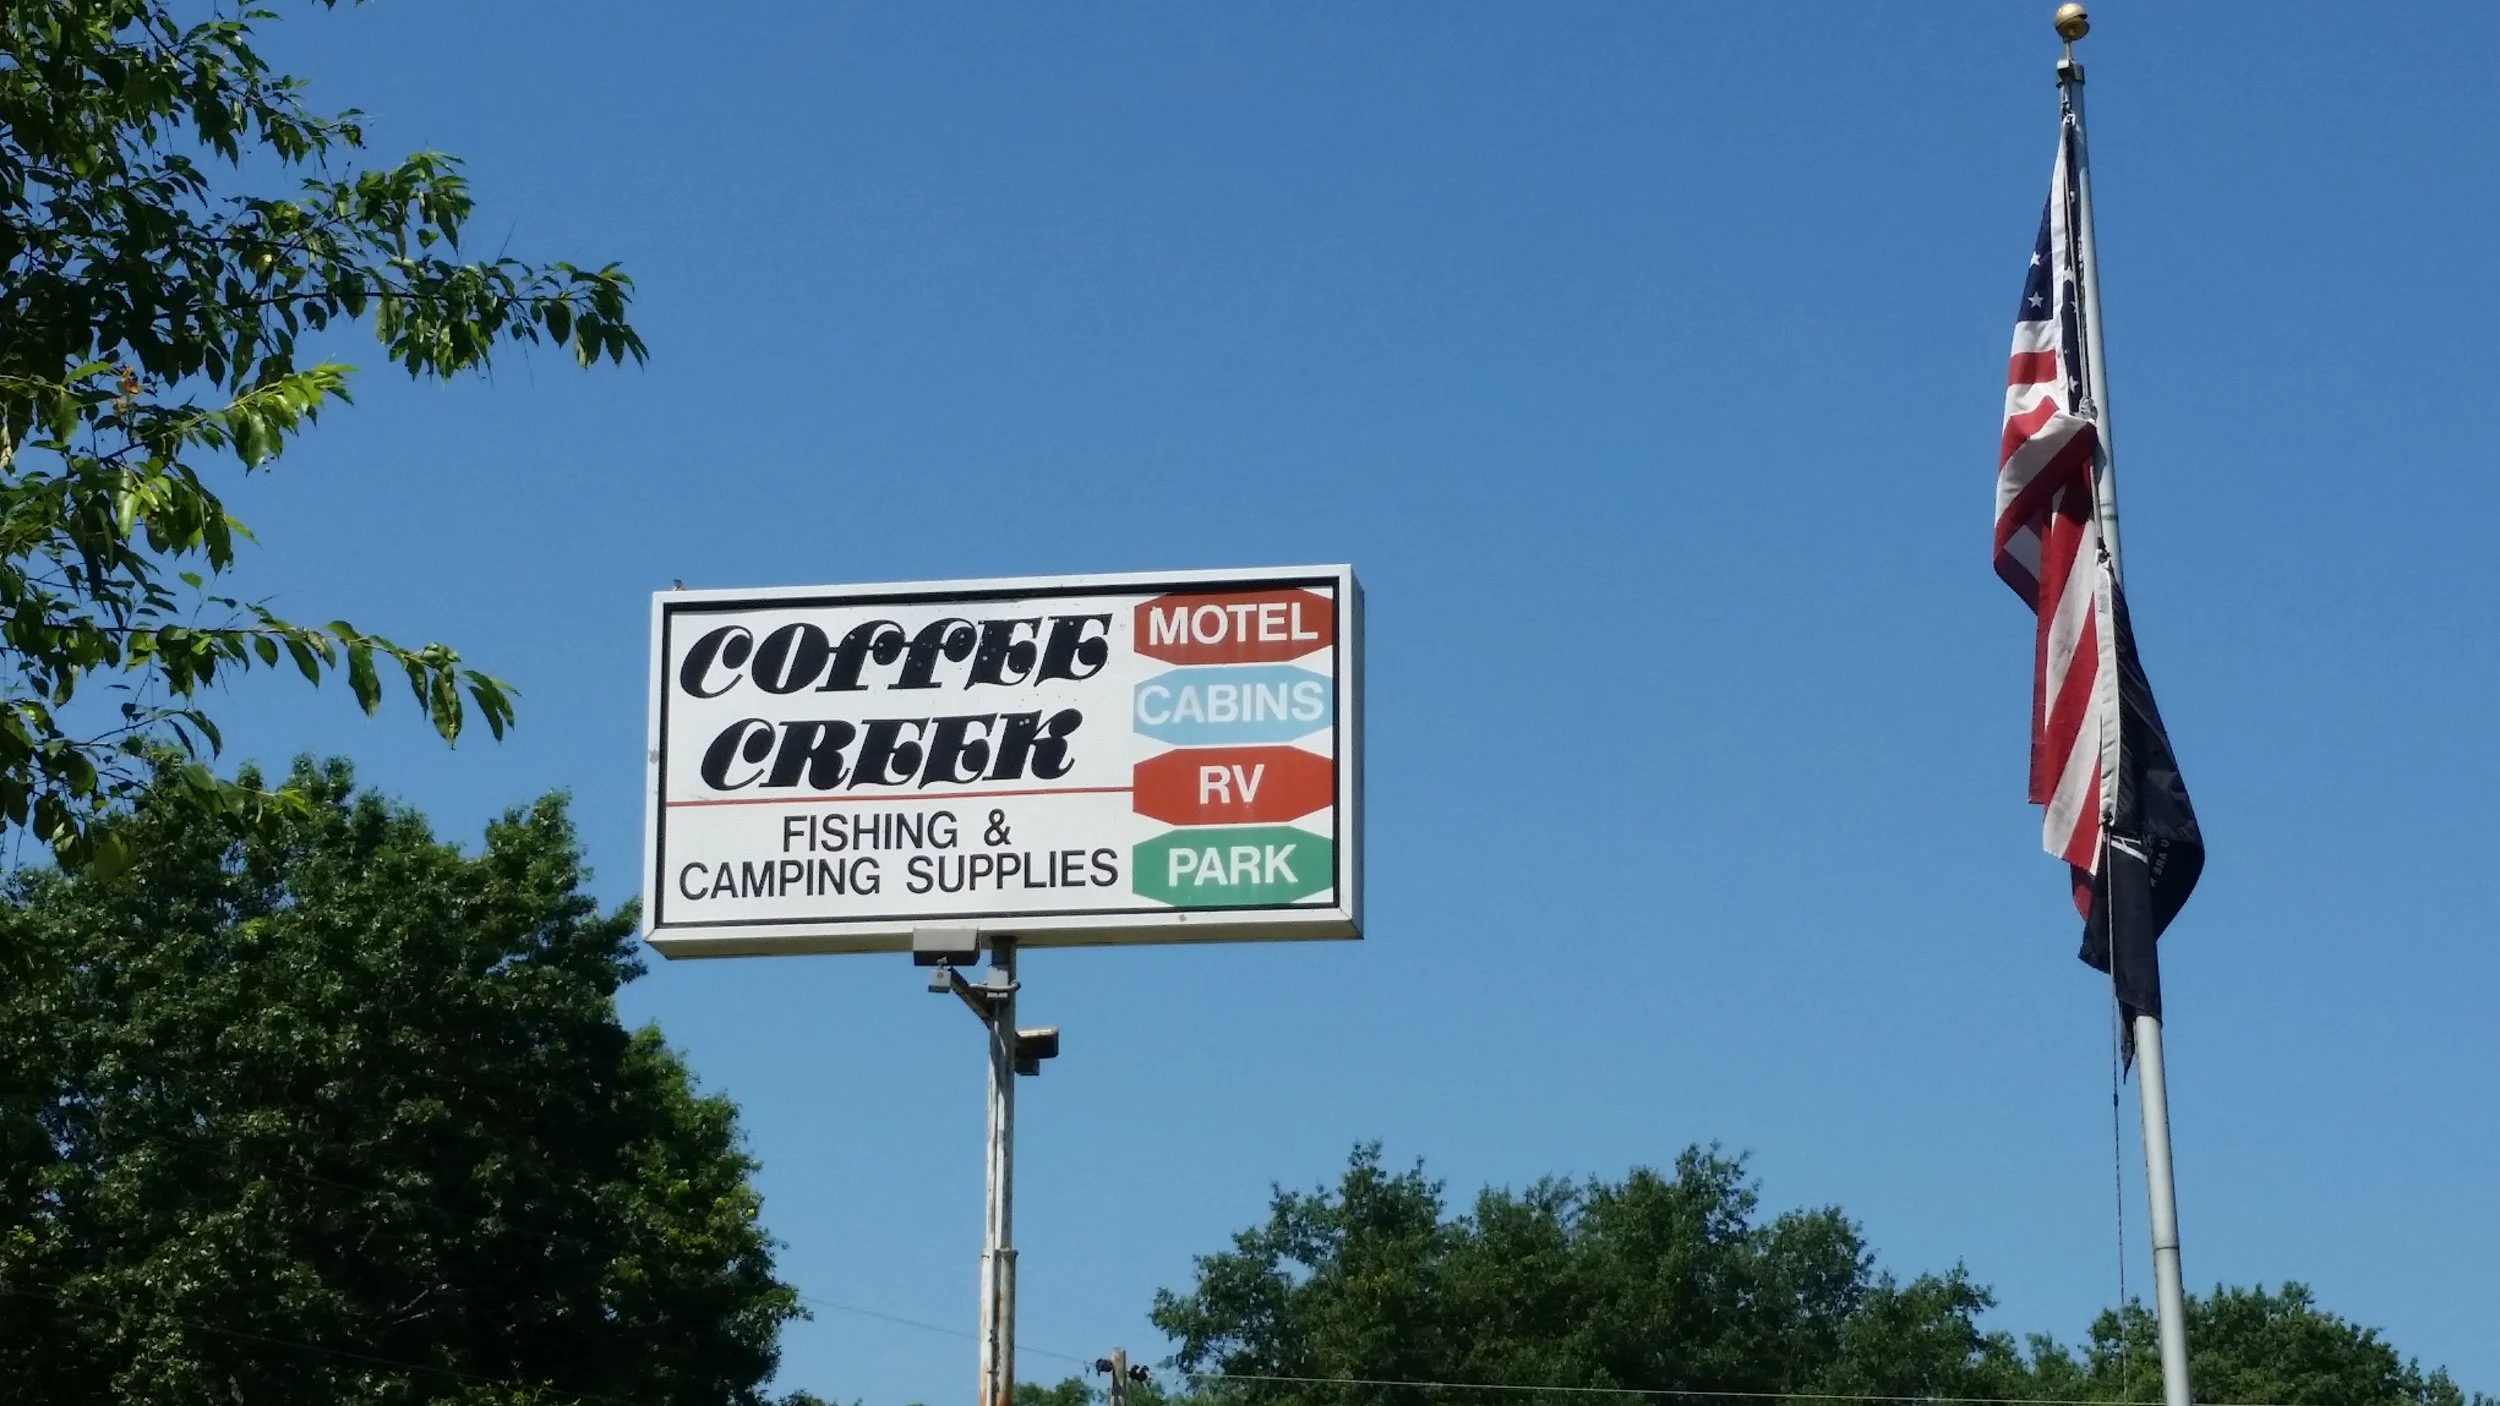 COFFEE
CREEK
FISHING &
CAMPING SUPPLIES
MOTEL
CABINS
RV
PARK